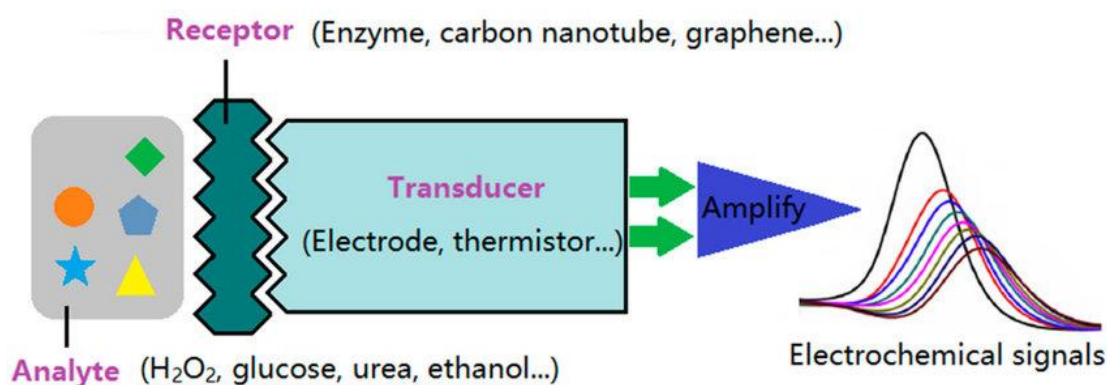 Receptor (Enzyme, carbon nanotube, graphene...)
Transducer
(Electrode, thermistor...)
Amplify
Electrochemical signals
Analyte (H₂O₂, glucose, urea, ethanol...)